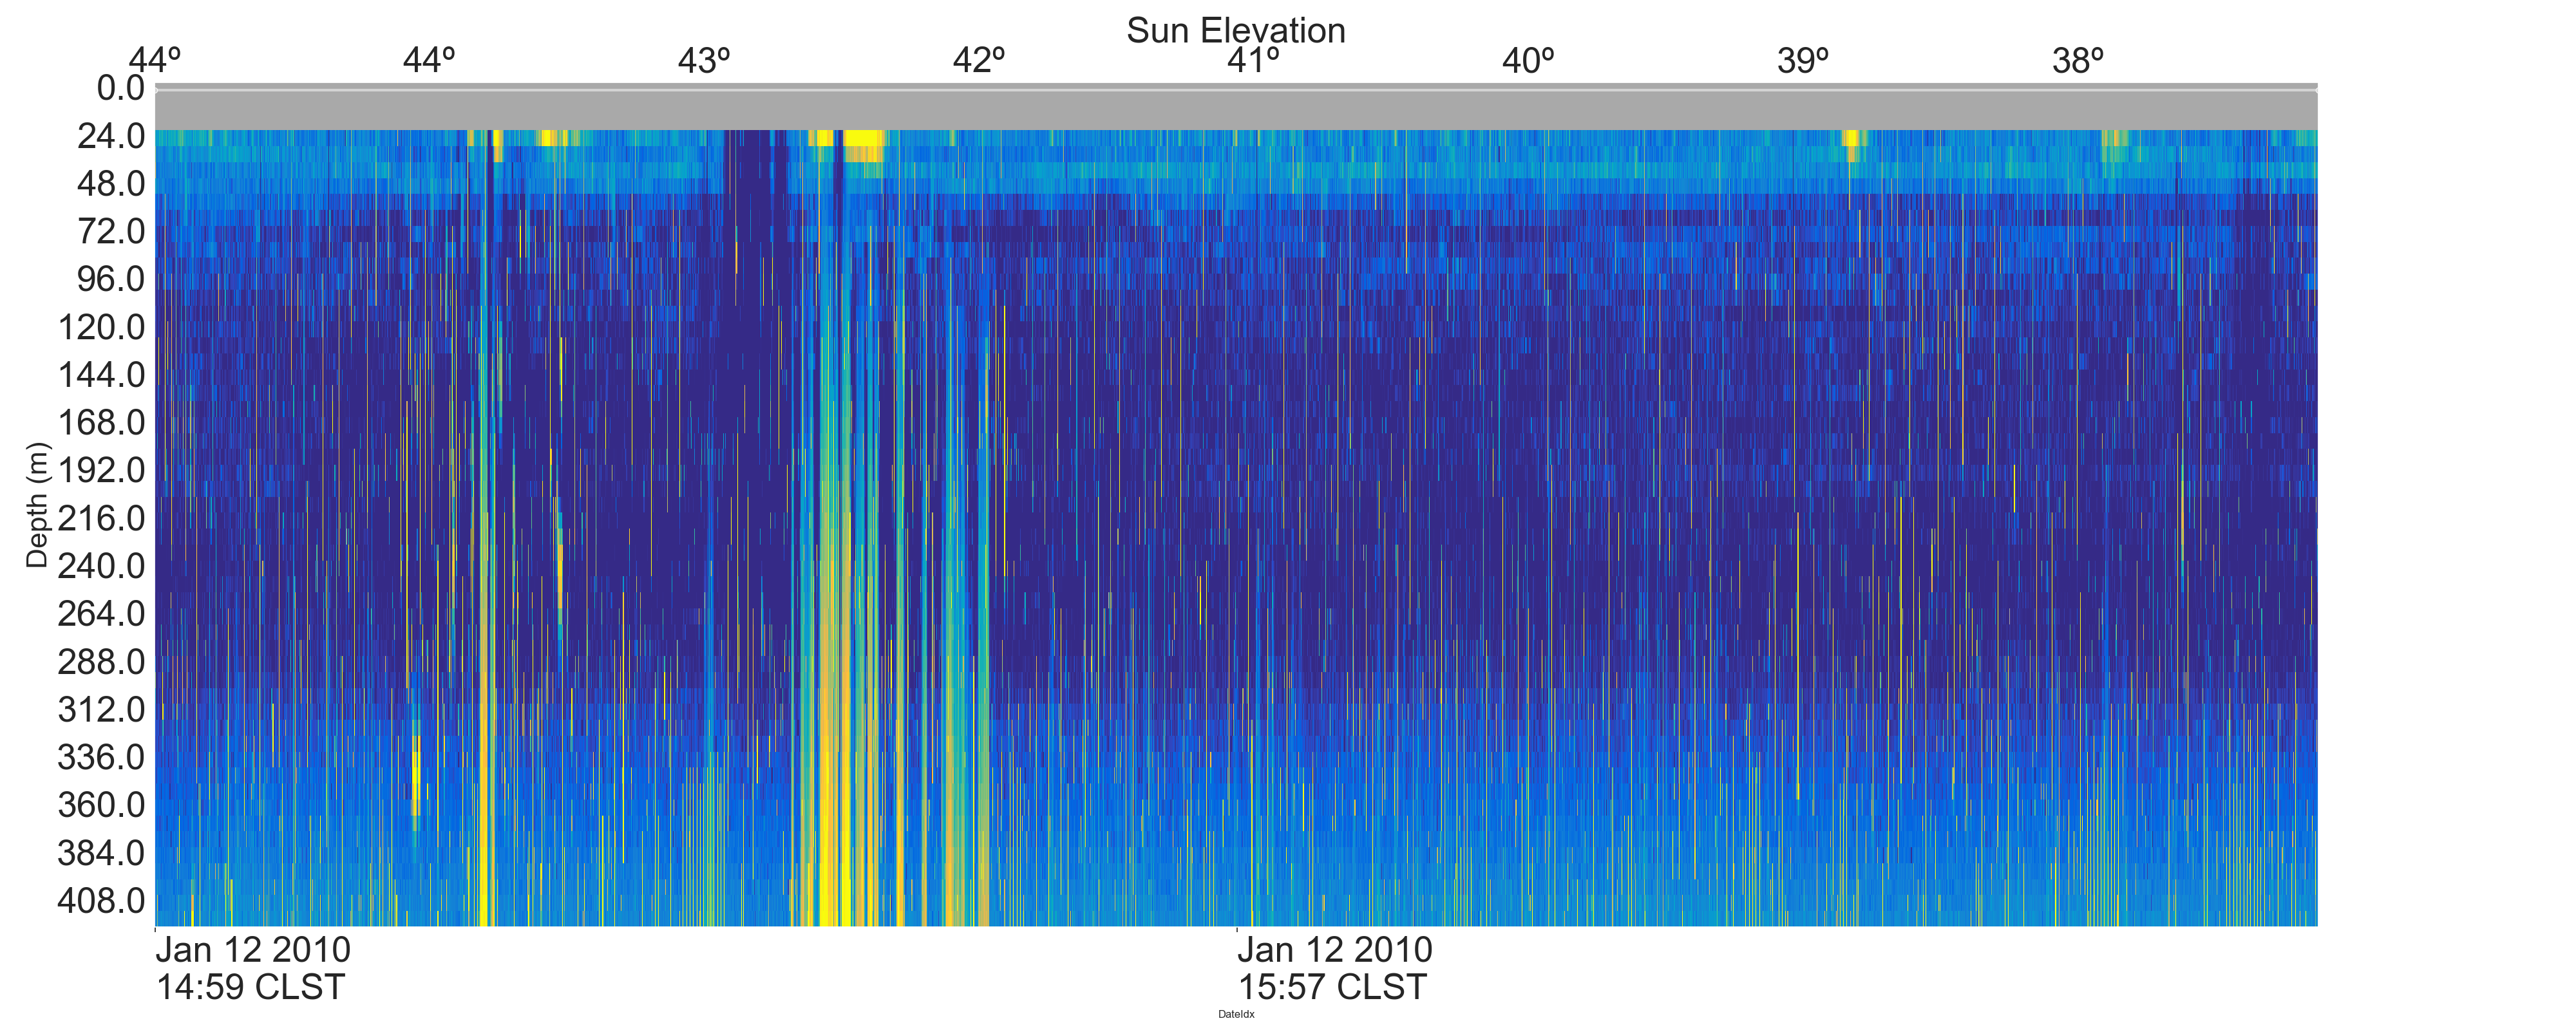 Sun Elevation
44º 44º 43º 42º 41º 40º 39º 38º
0.0
24.0
48.0
72.0
96.0
120.0
144.0
168.0
192.0
216.0
240.0
264.0
288.0
312.0
336.0
360.0
384.0
408.0
Depth (m)
Jan 12 2010
14:59 CLST
Jan 12 2010
15:57 CLST
DateIdx